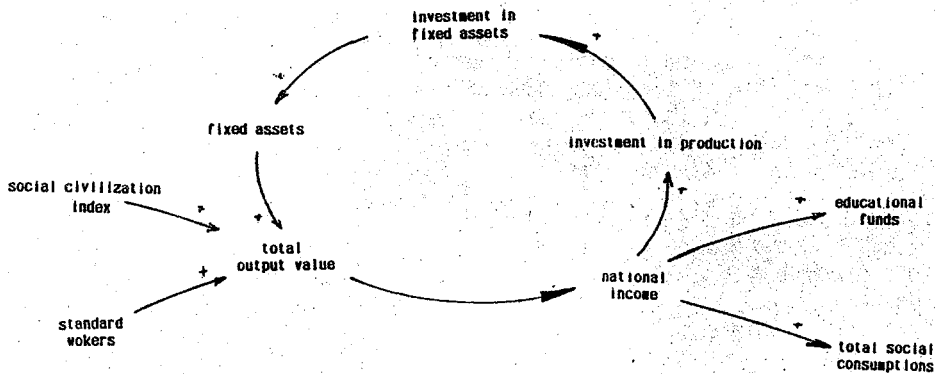 investment in
fixed assets
+
+
fixed assets
investment in production
social civilization
index
+
+
+
+
educational
funds
total
output value
+
national
income
standard
wokers
+
total social
consumptions